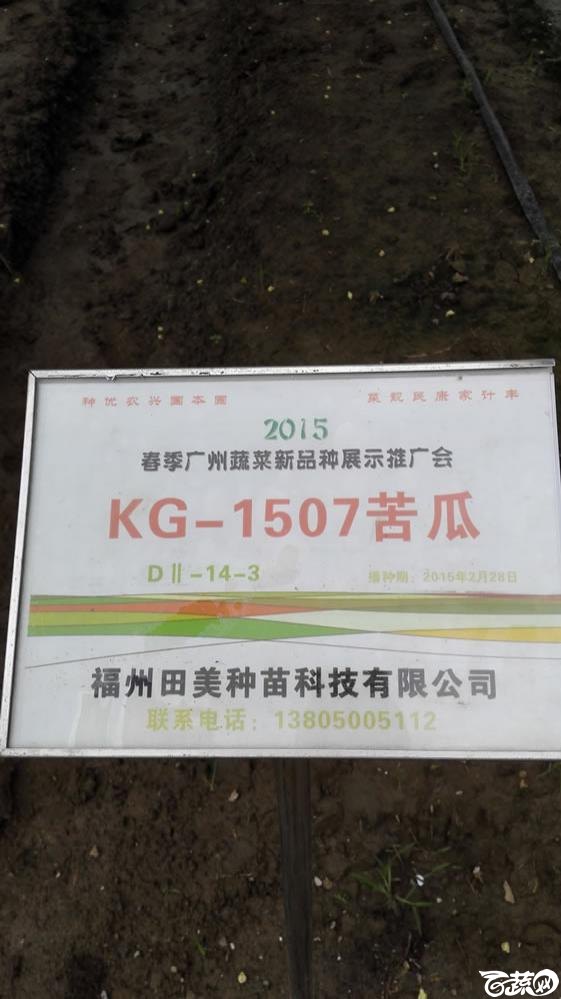 种优农兴国本固 菜靓民康家计丰
2015
春季广州蔬菜新品种展示推广会
KG-1507苦瓜
DⅡ-14-3 播种期：2015年2月28日
福州田美种苗科技有限公司
联系电话：13805005112
百蔬网